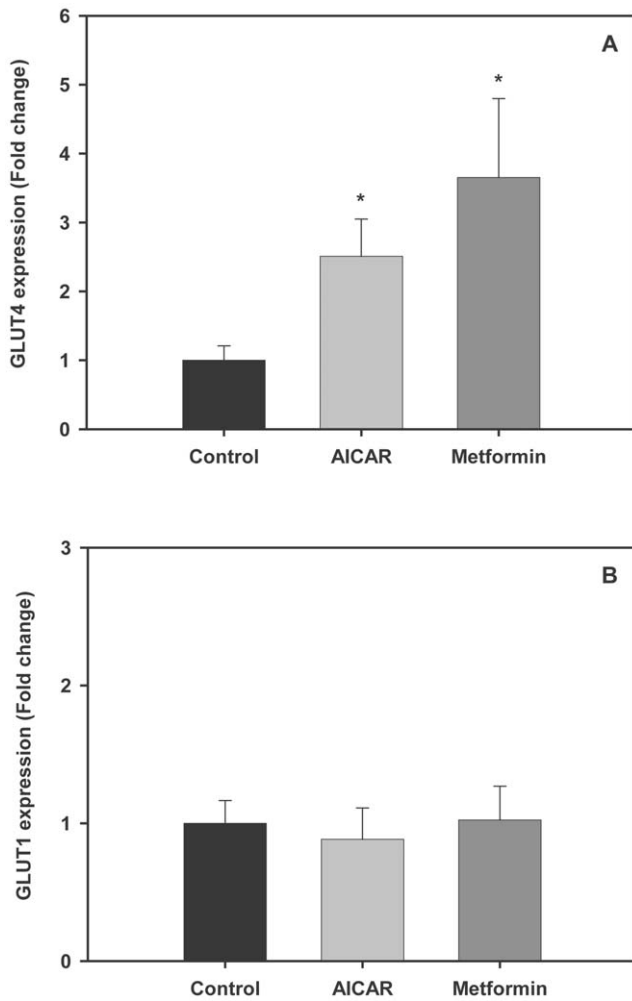 A
GLUT4 expression (Fold change)
6
5
4
3
2
1
0
*
*
Control AICAR Metformin
B
GLUT1 expression (Fold change)
3
2
1
0
Control AICAR Metformin